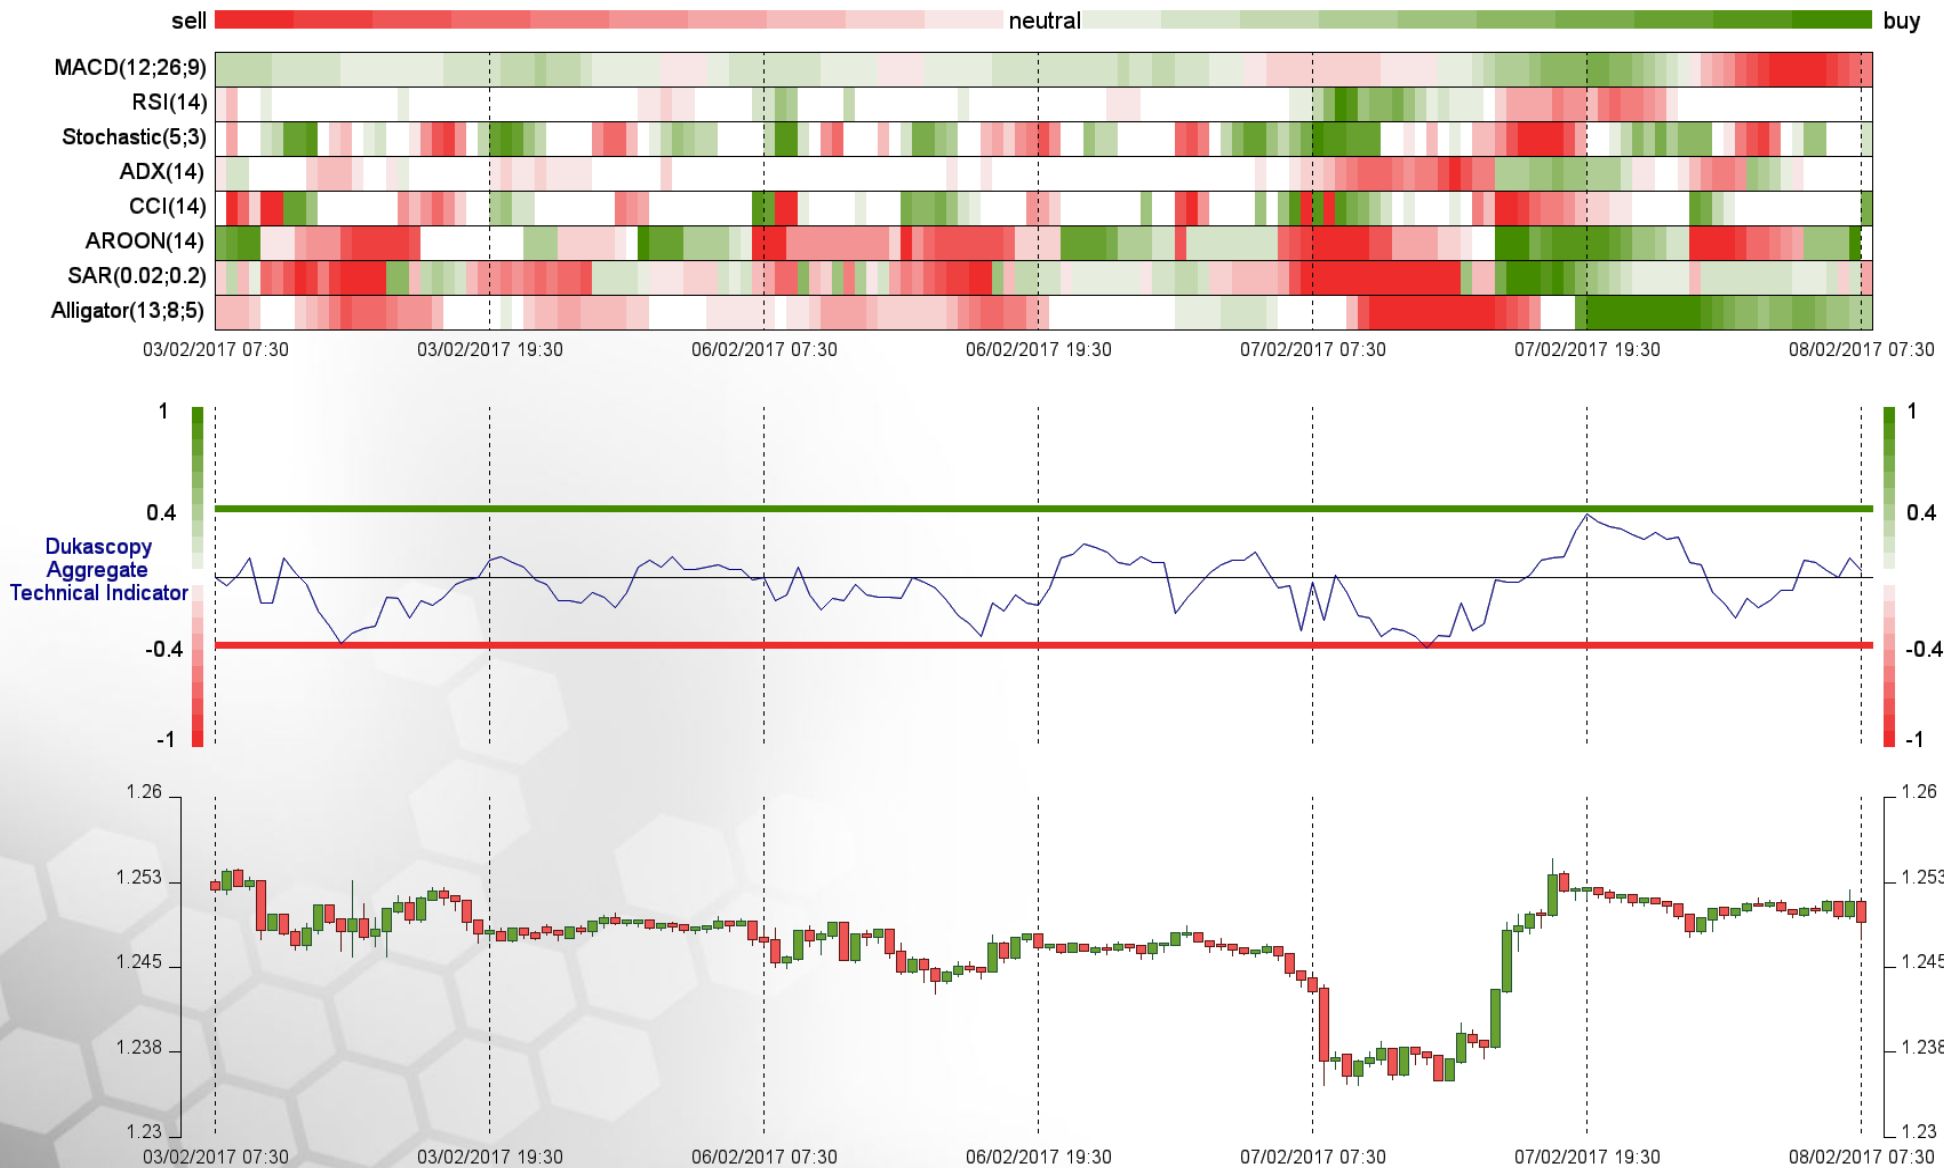 sell neutral buy
MACD(12;26;9)
RSI(14)
Stochastic(5;3)
ADX(14)
CCI(14)
AROON(14)
SAR(0.02;0.2)
Alligator(13;8;5)
03/02/2017 07:30 03/02/2017 19:30 06/02/2017 07:30 06/02/2017 19:30 07/02/2017 07:30 07/02/2017 19:30 08/02/2017 07:30
1 1
0.4 0.4
Dukascopy
Aggregate
Technical Indicator
-0.4 -0.4
-1 -1
1.26 1.26
1.253 1.253
1.245 1.245
1.238 1.238
1.23 1.23
03/02/2017 07:30 03/02/2017 19:30 06/02/2017 07:30 06/02/2017 19:30 07/02/2017 07:30 07/02/2017 19:30 08/02/2017 07:30